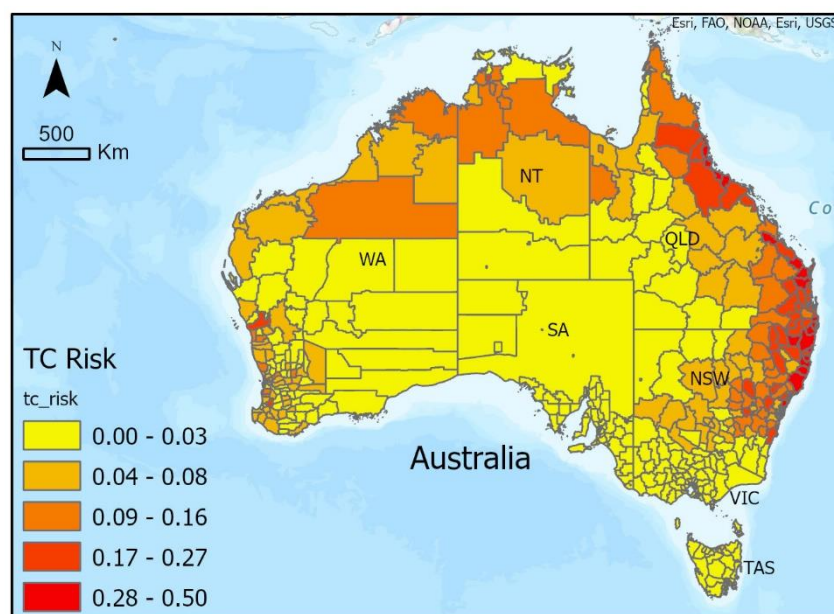 Esri, FAO, NOAA, Esri, USGS
N
500
Km
Co
NT
QLD
WA
SA
NSW
Australia
VIC
TAS
TC Risk
tc_risk
0.00 - 0.03
0.04 - 0.08
0.09 - 0.16
0.17 - 0.27
0.28 - 0.50